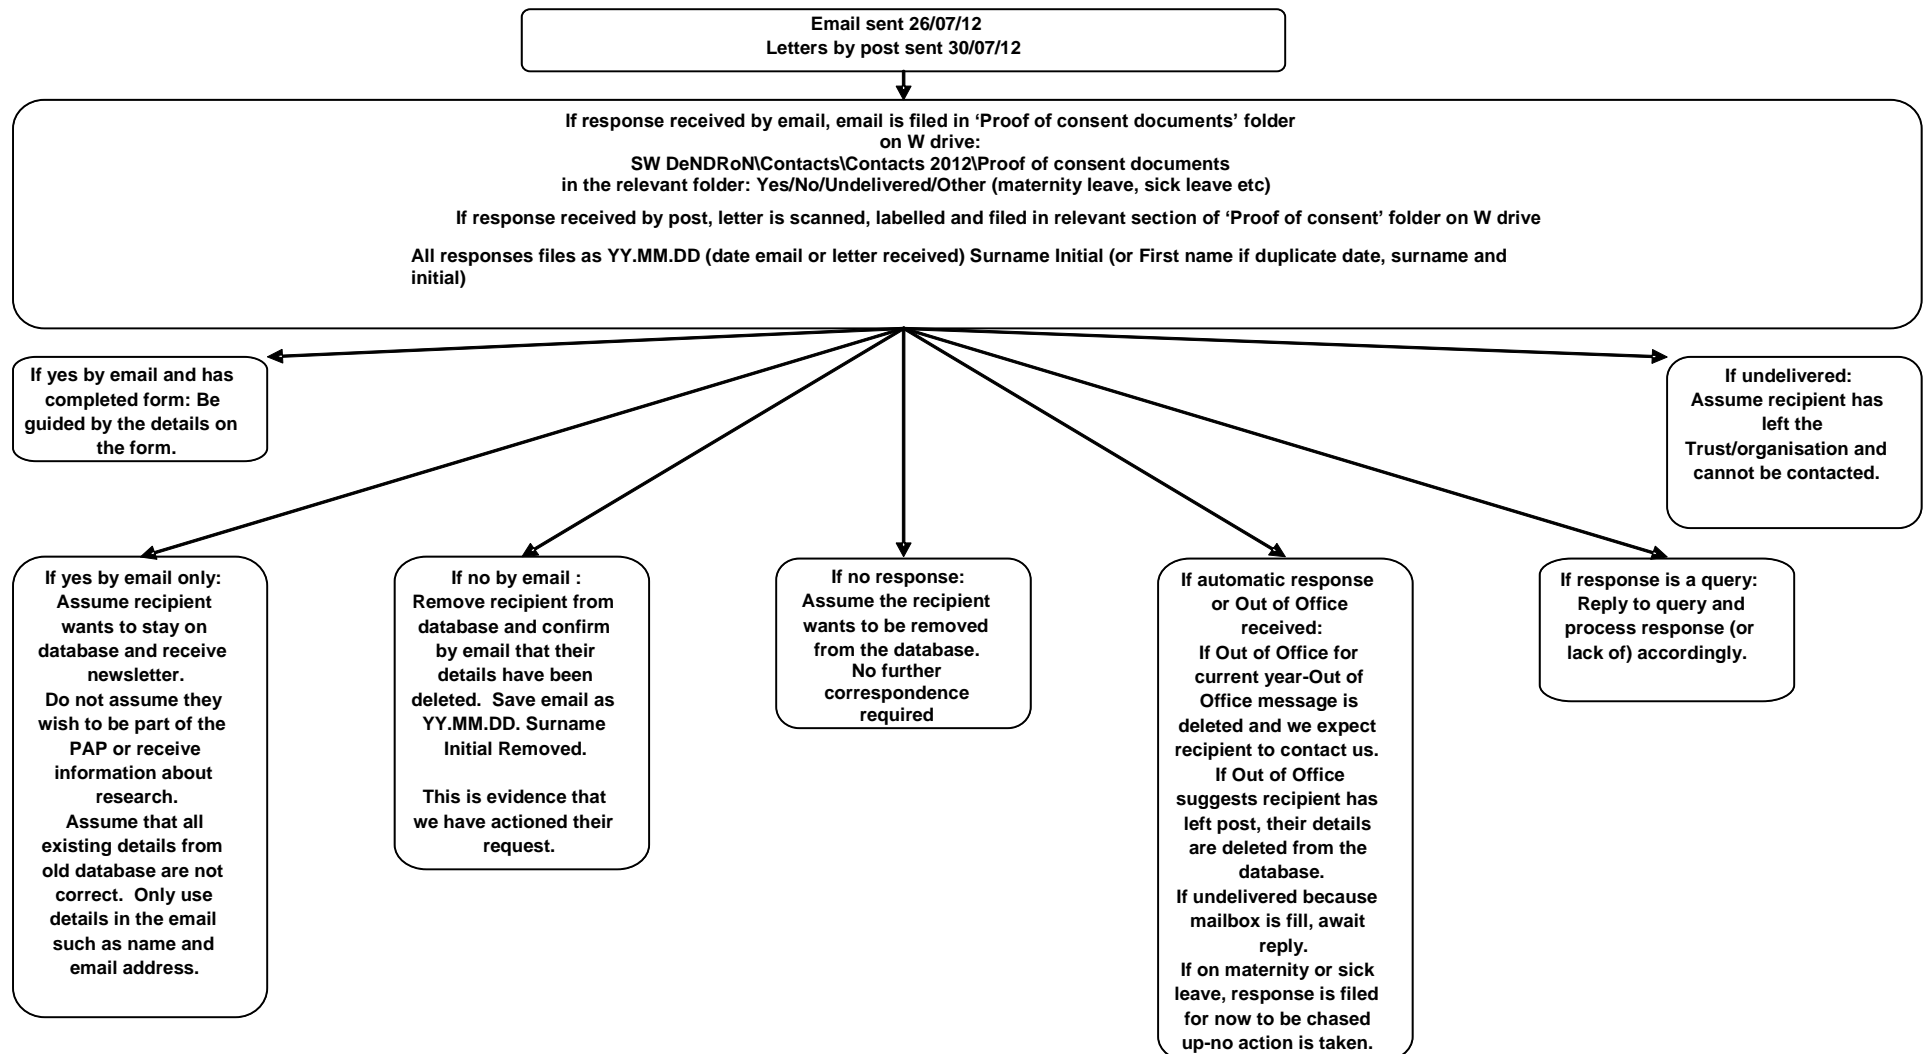 Email sent 26/07/12
Letters by post sent 30/07/12
If response received by email, email is filed in ‘Proof of consent documents’ folder
on W drive:
SW DeNDRoN\Contacts\Contacts 2012\Proof of consent documents
in the relevant folder: Yes/No/Undelivered/Other (maternity leave, sick leave etc)
If response received by post, letter is scanned, labelled and filed in relevant section of ‘Proof of consent’ folder on W drive
All responses files as YY.MM.DD (date email or letter received) Surname Initial (or First name if duplicate date, surname and
initial)
If yes by email and has
completed form: Be
guided by the details on
the form.
If undelivered:
Assume recipient has
left the
Trust/organisation and
cannot be contacted.
If yes by email only:
Assume recipient
wants to stay on
database and receive
newsletter.
Do not assume they
wish to be part of the
PAP or receive
information about
research.
Assume that all
existing details from
old database are not
correct.  Only use
details in the email
such as name and
email address.
If no by email :
Remove recipient from
database and confirm
by email that their
details have been
deleted.  Save email as
YY.MM.DD. Surname
Initial Removed.
This is evidence that
we have actioned their
request.
If no response:
Assume the recipient
wants to be removed
from the database.
No further
correspondence
required
If automatic response
or Out of Office
received:
If Out of Office for
current year-Out of
Office message is
deleted and we expect
recipient to contact us.
If Out of Office
suggests recipient has
left post, their details
are deleted from the
database.
If undelivered because
mailbox is fill, await
reply.
If on maternity or sick
leave, response is filed
for now to be chased
up-no action is taken.
If response is a query:
Reply to query and
process response (or
lack of) accordingly.